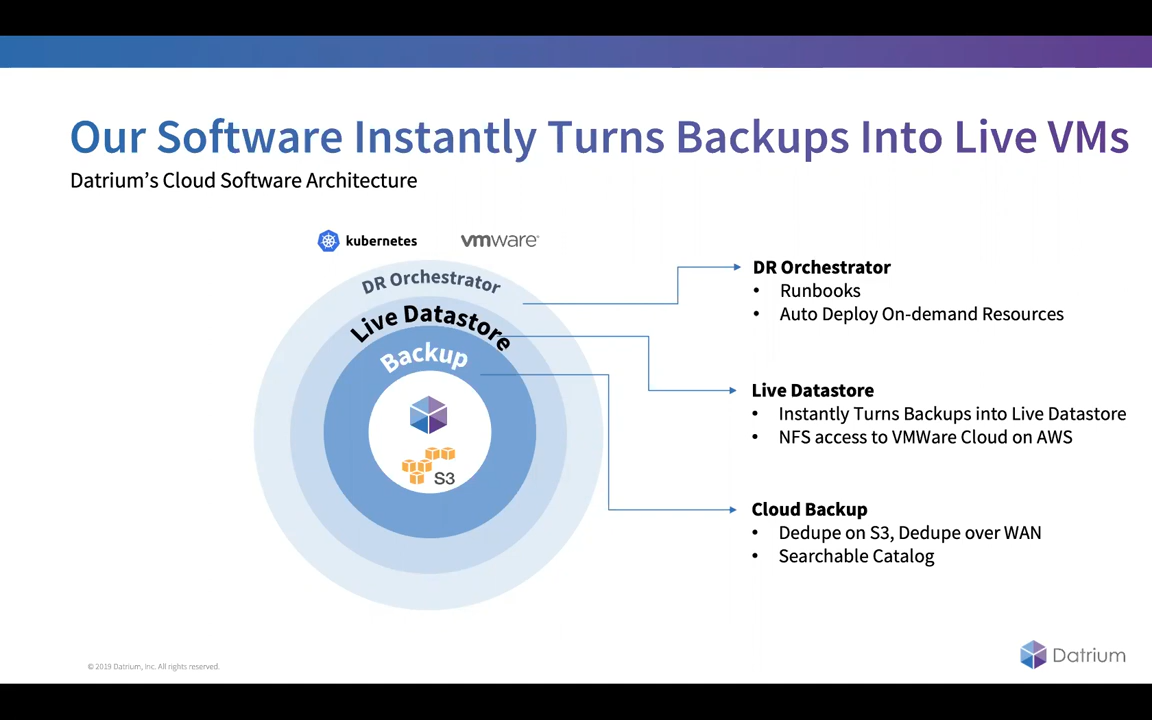 Our Software Instantly Turns Backups Into Live VMs
Datrium’s Cloud Software Architecture
kubernetes
vmware
DR Orchestrator
Live Datastore
Backup
S3
DR Orchestrator
• Runbooks
• Auto Deploy On-demand Resources
Live Datastore
• Instantly Turns Backups into Live Datastore
• NFS access to VMWare Cloud on AWS
Cloud Backup
• Dedupe on S3, Dedupe over WAN
• Searchable Catalog
© 2019 Datrium, Inc. All rights reserved.
Datrium